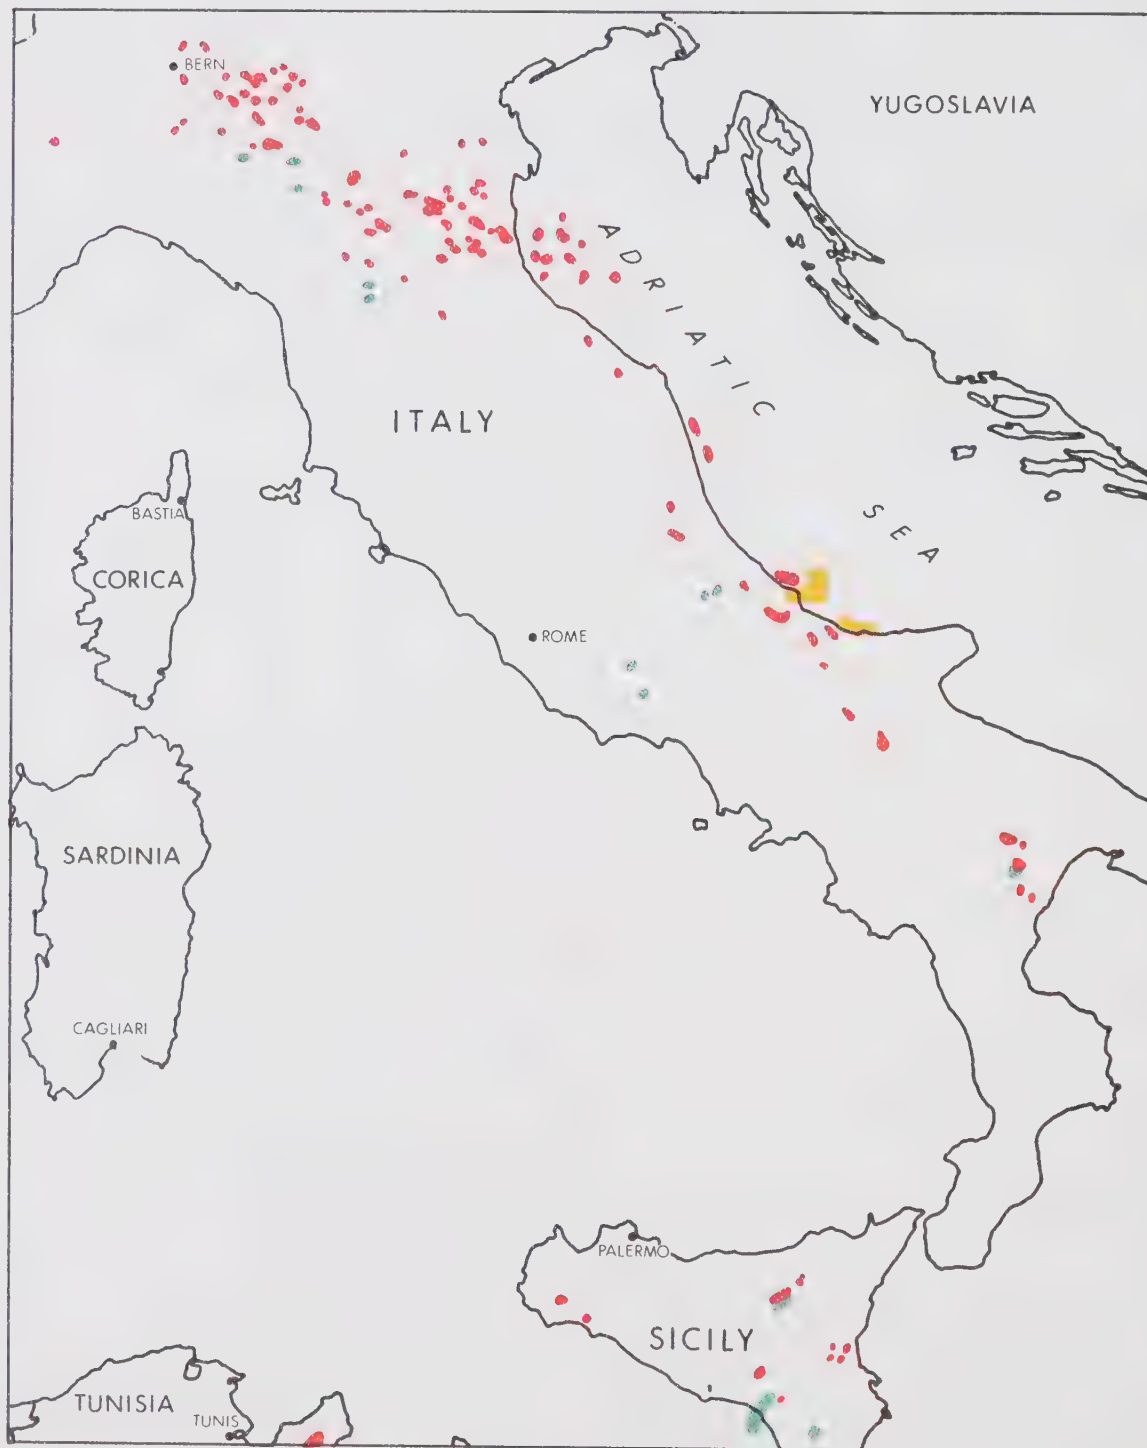 BERN
YUGOSLAVIA
ADRIATIC
SEA
ITALY
BASTIA
CORICA
ROME
SARDINIA
CAGLIARI
PALERMO
SICILY
TUNISIA
TUNIS